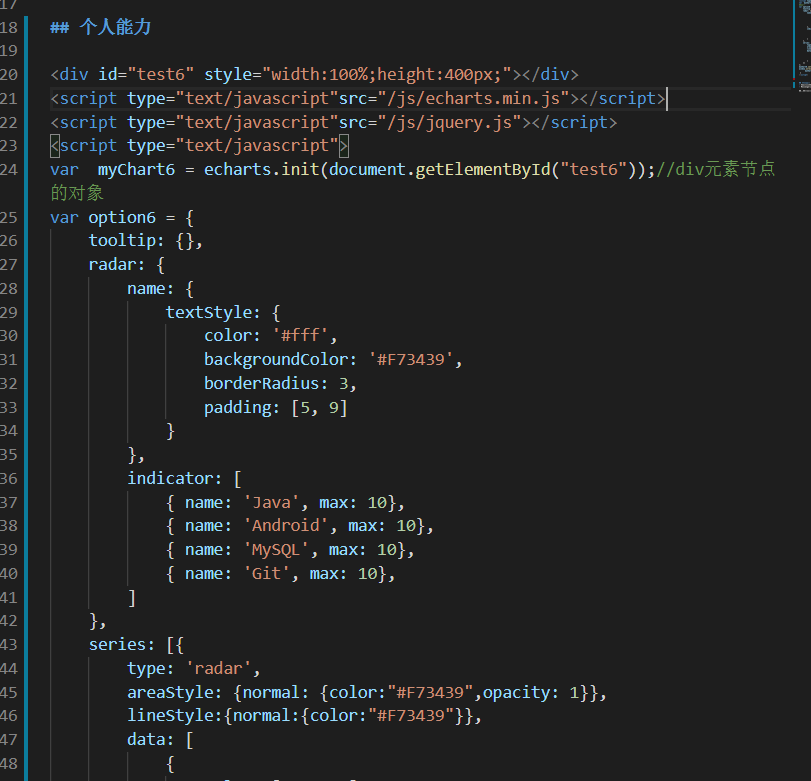 17
18 ## 个人能力
19
20 <div id="test6" style="width:100%;height:400px;"></div>
21 <script type="text/javascript"src="/js/echarts.min.js"></script>
22 <script type="text/javascript"src="/js/jquery.js"></script>
23 <script type="text/javascript">
24 var  myChart6 = echarts.init(document.getElementById("test6"));//div元素节点
的对象
25 var option6 = {
26     tooltip: {},
27     radar: {
28         name: {
29             textStyle: {
30                 color: '#fff',
31                 backgroundColor: '#F73439',
32                 borderRadius: 3,
33                 padding: [5, 9]
34             }
35         },
36         indicator: [
37             { name: 'Java', max: 10},
38             { name: 'Android', max: 10},
39             { name: 'MySQL', max: 10},
40             { name: 'Git', max: 10},
41         ]
42     },
43     series: [{
44         type: 'radar',
45         areaStyle: {normal: {color:"#F73439",opacity: 1}},
46         lineStyle:{normal:{color:"#F73439"}},
47         data: [
48             {